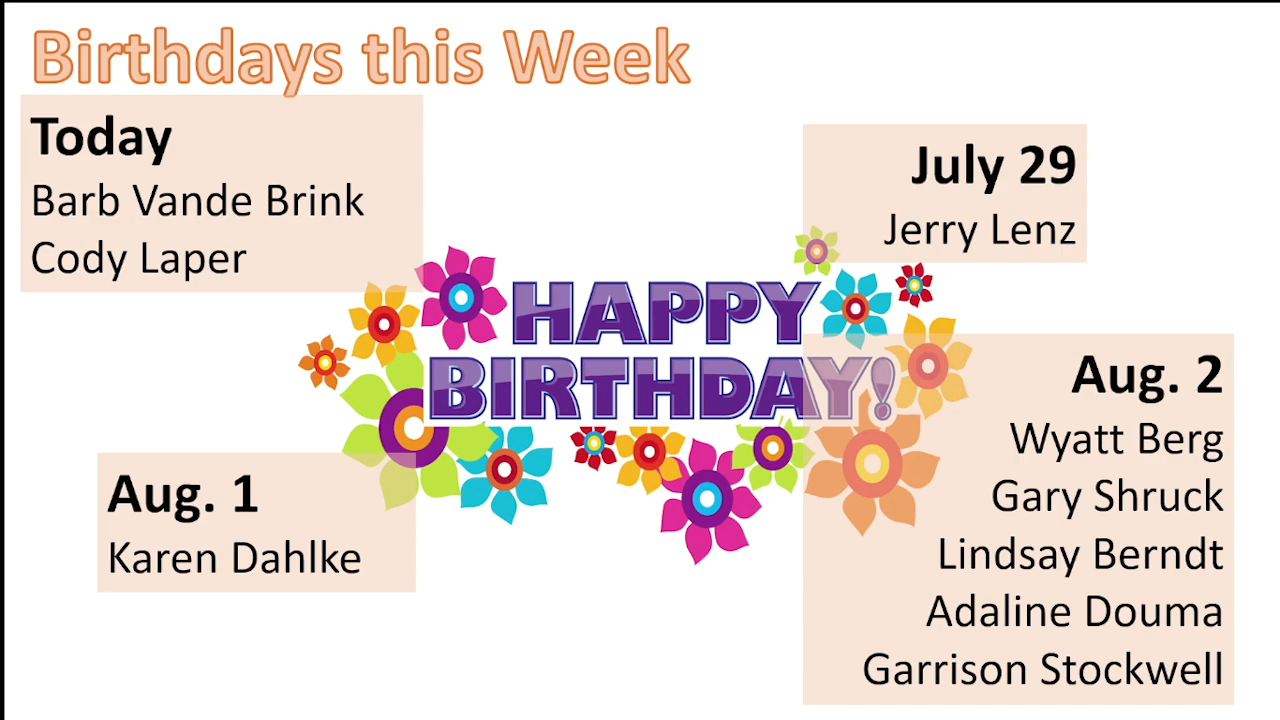 Birthdays this Week
Today
Barb Vande Brink
Cody Laper
July 29
Jerry Lenz
HAPPY
BIRTHDAY!
Aug. 1
Karen Dahlke
Aug. 2
Wyatt Berg
Gary Shruck
Lindsay Berndt
Adaline Douma
Garrison Stockwell